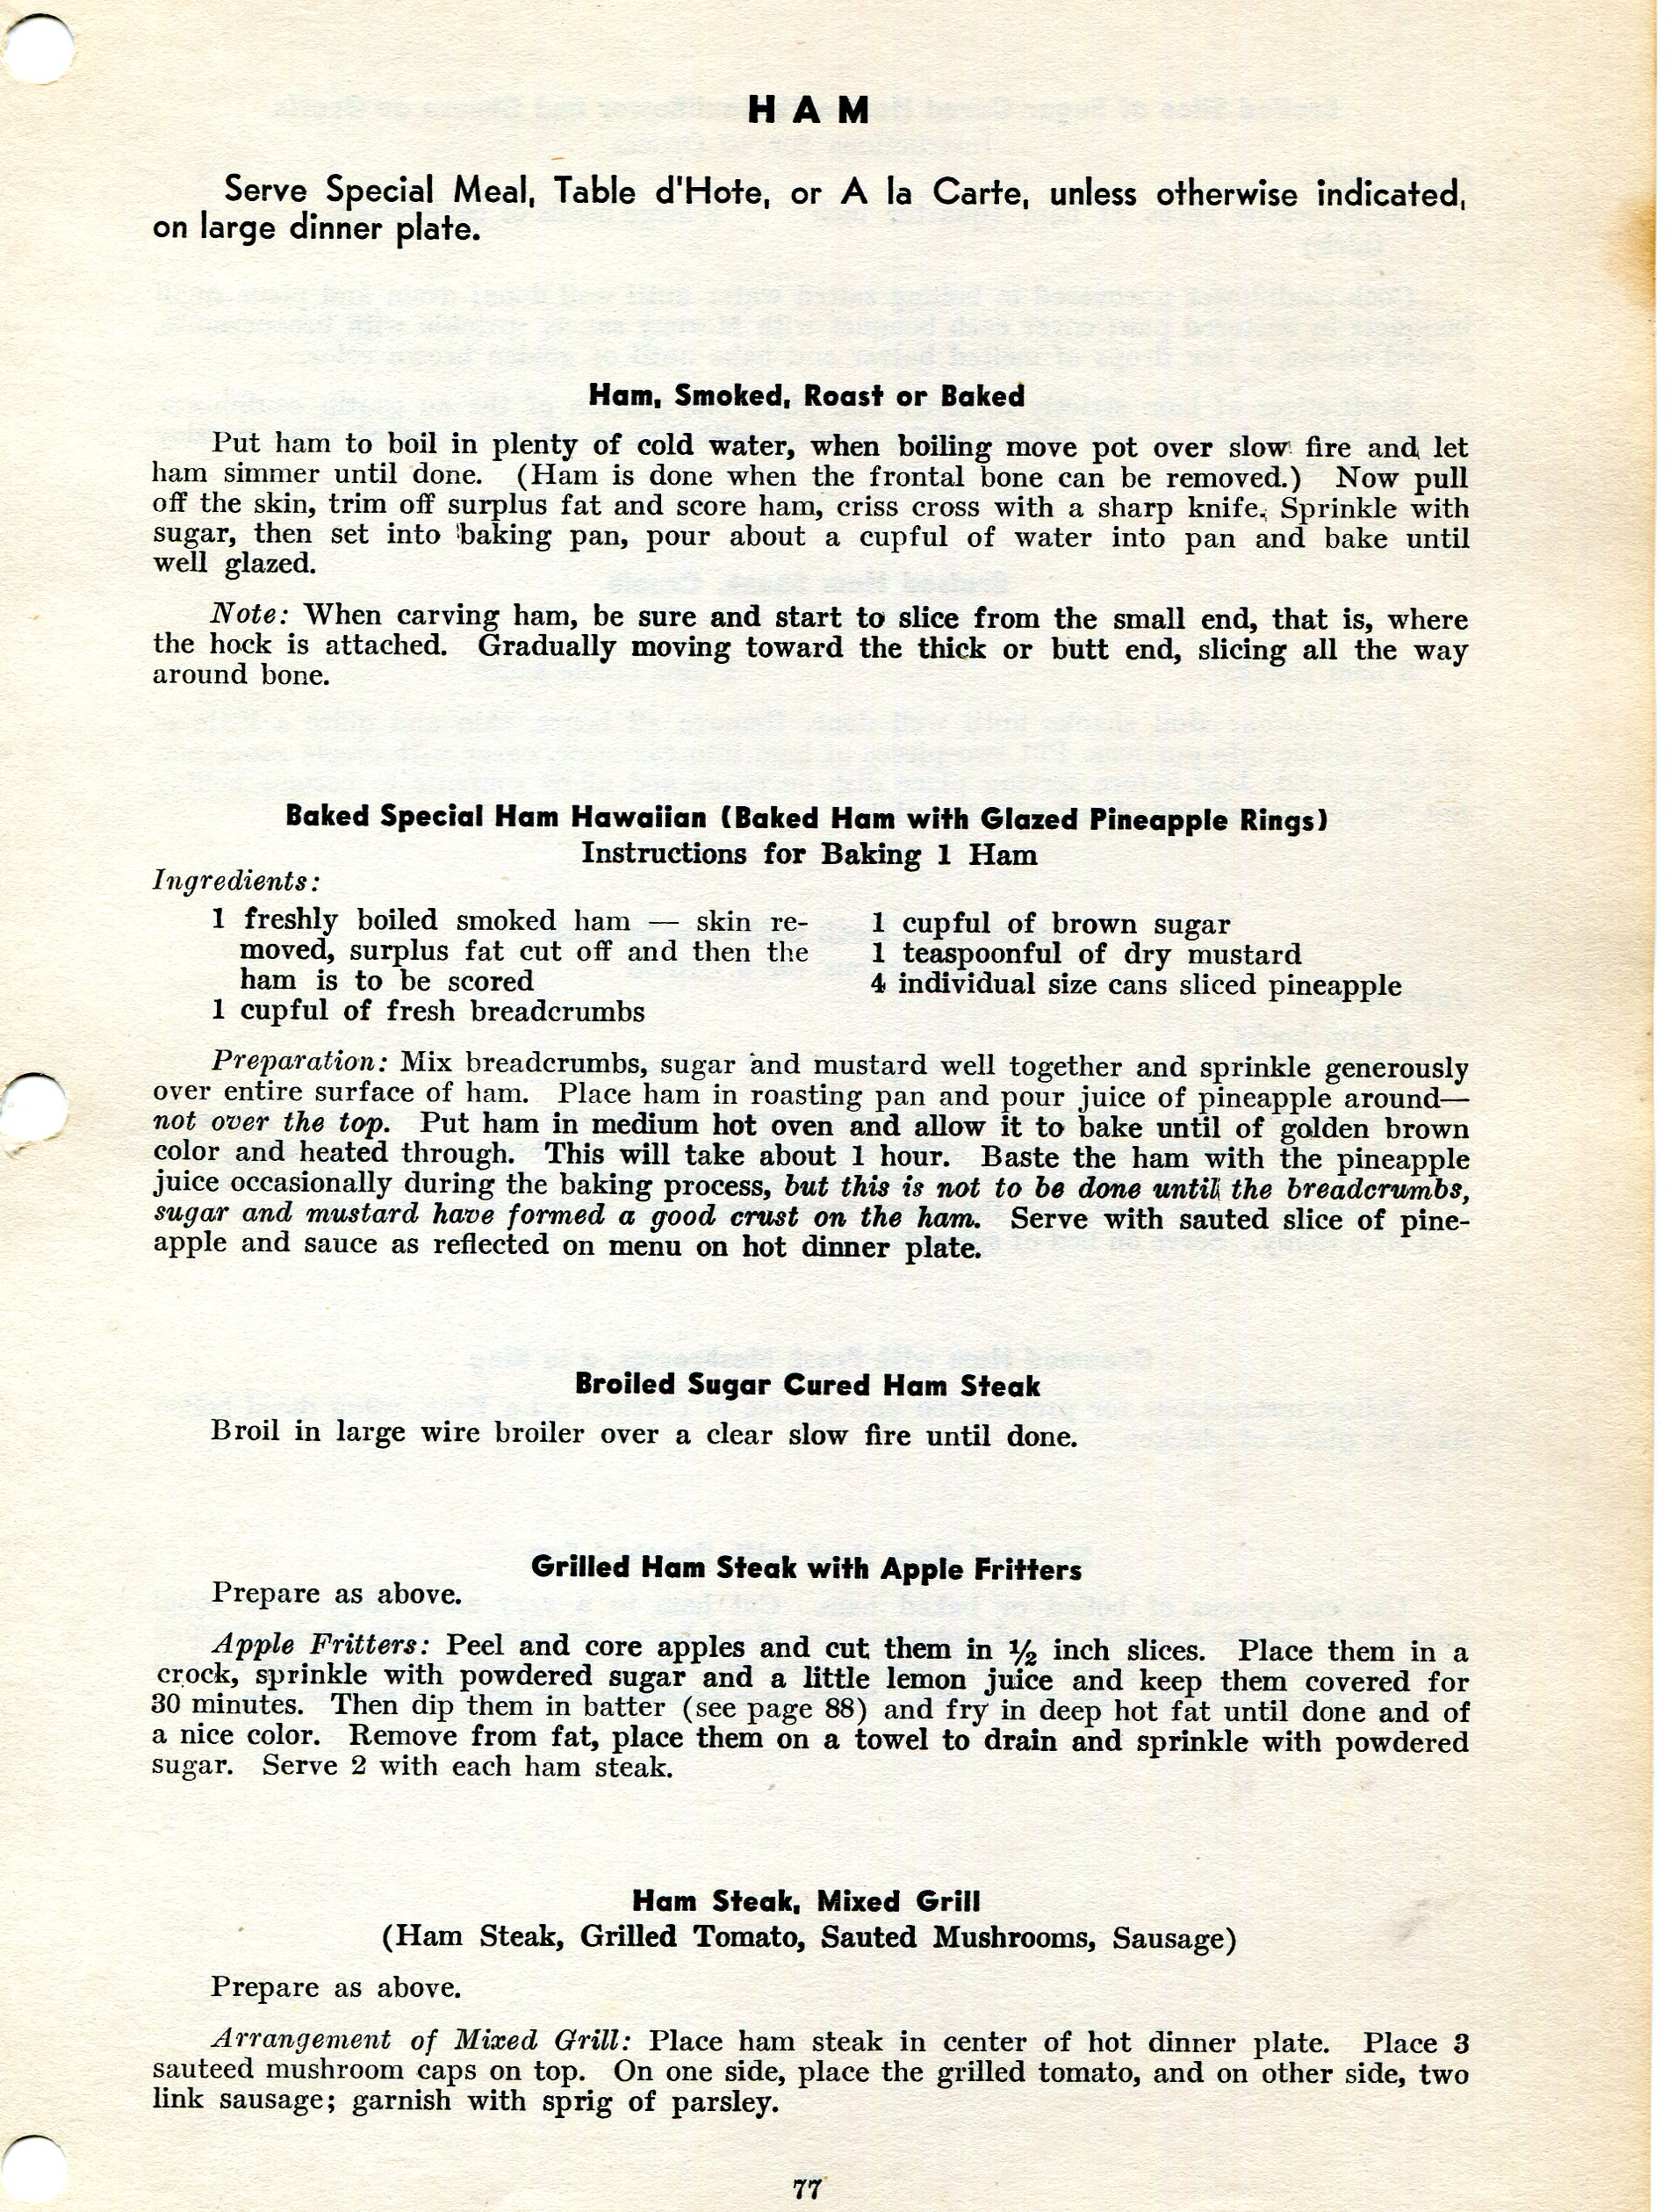 HAM
Serve Special Meal, Table d'Hote, or A la Carte, unless otherwise indicated,
on large dinner plate.
Ham, Smoked, Roast or Baked
Put ham to boil in plenty of cold water, when boiling move pot over slow fire and let
ham simmer until done. (Ham is done when the frontal bone can be removed.) Now pull
off the skin, trim off surplus fat and score ham, criss cross with a sharp knife. Sprinkle with
sugar, then set into baking pan, pour about a cupful of water into pan and bake until
well glazed.
Note: When carving ham, be sure and start to slice from the small end, that is, where
the hock is attached. Gradually moving toward the thick or butt end, slicing all the way
around bone.
Baked Special Ham Hawaiian (Baked Ham with Glazed Pineapple Rings)
Instructions for Baking 1 Ham
Ingredients:
1 freshly boiled smoked ham — skin re-
moved, surplus fat cut off and then the
ham is to be scored
1 cupful of fresh breadcrumbs
1 cupful of brown sugar
1 teaspoonful of dry mustard
4 individual size cans sliced pineapple
Preparation: Mix breadcrumbs, sugar and mustard well together and sprinkle generously
over entire surface of ham. Place ham in roasting pan and pour juice of pineapple around—
not over the top. Put ham in medium hot oven and allow it to bake until of golden brown
color and heated through. This will take about 1 hour. Baste the ham with the pineapple
juice occasionally during the baking process, but this is not to be done until the breadcrumbs,
sugar and mustard have formed a good crust on the ham. Serve with sauted slice of pine-
apple and sauce as reflected on menu on hot dinner plate.
Broiled Sugar Cured Ham Steak
Broil in large wire broiler over a clear slow fire until done.
Grilled Ham Steak with Apple Fritters
Prepare as above.
Apple Fritters: Peel and core apples and cut them in ½ inch slices. Place them in a
crock, sprinkle with powdered sugar and a little lemon juice and keep them covered for
30 minutes. Then dip them in batter (see page 88) and fry in deep hot fat until done and of
a nice color. Remove from fat, place them on a towel to drain and sprinkle with powdered
sugar. Serve 2 with each ham steak.
Ham Steak, Mixed Grill
(Ham Steak, Grilled Tomato, Sauted Mushrooms, Sausage)
Prepare as above.
Arrangement of Mixed Grill: Place ham steak in center of hot dinner plate. Place 3
sauteed mushroom caps on top. On one side, place the grilled tomato, and on other side, two
link sausage; garnish with sprig of parsley.
77